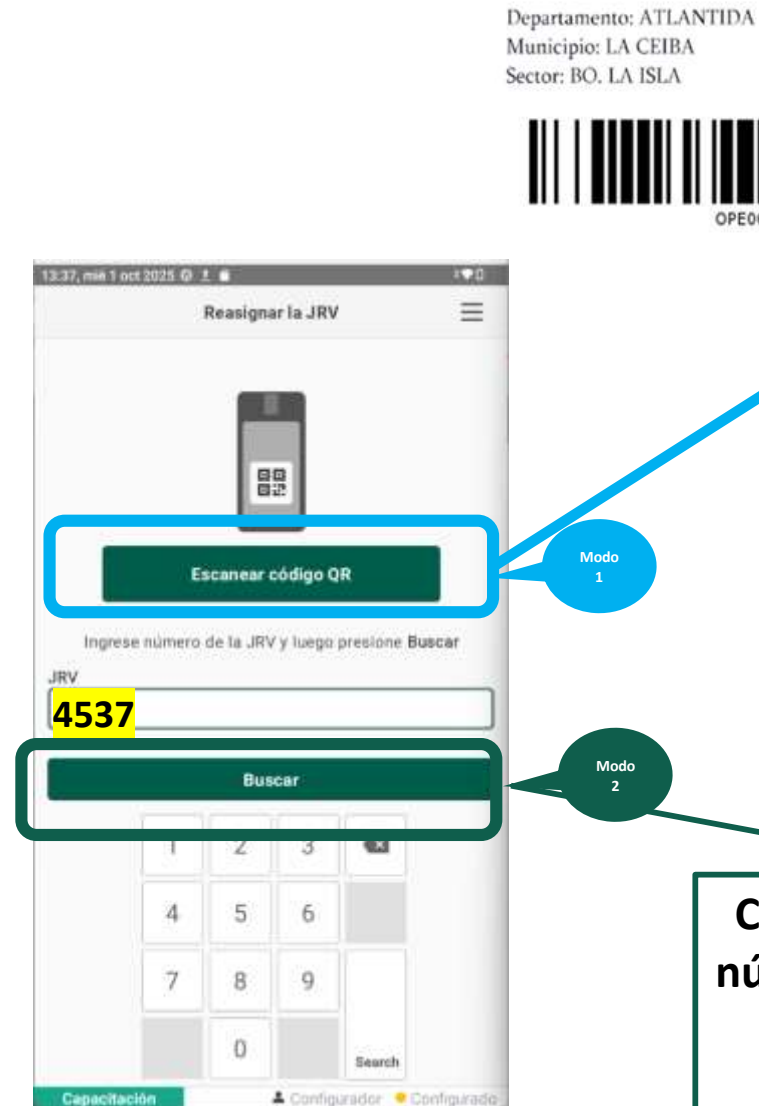 Departamento: ATLANTIDA
Municipio: LA CEIBA
Sector: BO. LA ISLA
13:37, mié 1 oct 2025
Reasignar la JRV
Escanear código QR
Modo
1
Ingrese número de la JRV y luego presione Buscar
JRV
4537
Buscar
Modo
2
1 2 3
4 5 6
7 8 9
0
Search
Capacitación
Configurador
Configurado